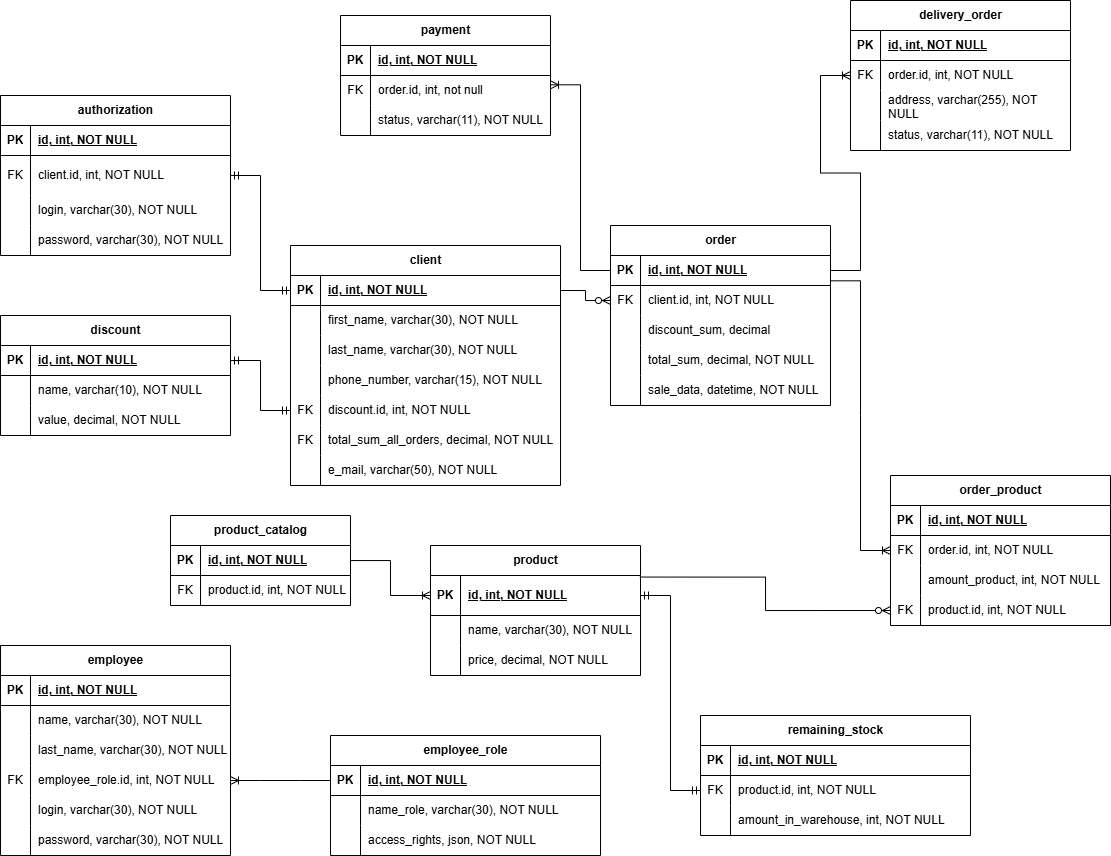 payment
PK id, int, NOT NULL
FK order.id, int, not null
status, varchar(11), NOT NULL
delivery_order
PK id, int, NOT NULL
FK order.id, int, NOT NULL
address, varchar(255), NOT
NULL
status, varchar(11), NOT NULL
authorization
PK id, int, NOT NULL
FK client.id, int, NOT NULL
login, varchar(30), NOT NULL
password, varchar(30), NOT NULL
client
PK id, int, NOT NULL
first_name, varchar(30), NOT NULL
last_name, varchar(30), NOT NULL
phone_number, varchar(15), NOT NULL
FK discount.id, int, NOT NULL
FK total_sum_all_orders, decimal, NOT NULL
e_mail, varchar(50), NOT NULL
order
PK id, int, NOT NULL
FK client.id, int, NOT NULL
discount_sum, decimal
total_sum, decimal, NOT NULL
sale_data, datetime, NOT NULL
discount
PK id, int, NOT NULL
name, varchar(10), NOT NULL
value, decimal, NOT NULL
order_product
PK id, int, NOT NULL
FK order.id, int, NOT NULL
amount_product, int, NOT NULL
FK product.id, int, NOT NULL
product_catalog
PK id, int, NOT NULL
FK product.id, int, NOT NULL
product
PK id, int, NOT NULL
name, varchar(30), NOT NULL
price, decimal, NOT NULL
employee
PK id, int, NOT NULL
name, varchar(30), NOT NULL
last_name, varchar(30), NOT NULL
FK employee_role.id, int, NOT NULL
login, varchar(30), NOT NULL
password, varchar(30), NOT NULL
employee_role
PK id, int, NOT NULL
name_role, varchar(30), NOT NULL
access_rights, json, NOT NULL
remaining_stock
PK id, int, NOT NULL
FK product.id, int, NOT NULL
amount_in_warehouse, int, NOT NULL